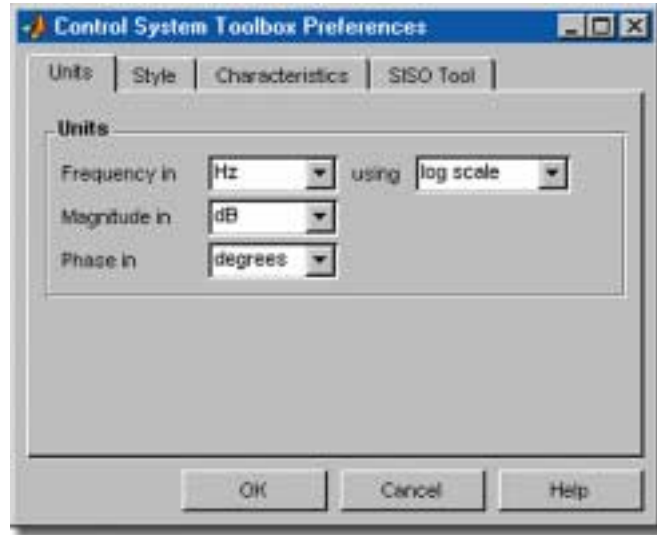 Control System Toolbox Preferences
Units Style Characteristics SISO Tool
Units
Frequency in Hz using log scale
Magnitude in dB
Phase in degrees
OK Cancel Help